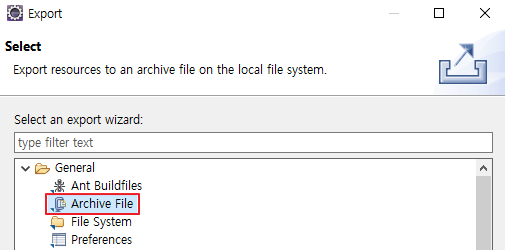 Export
Select
Export resources to an archive file on the local file system.
Select an export wizard:
type filter text
General
Ant Buildfiles
Archive File
File System
Preferences